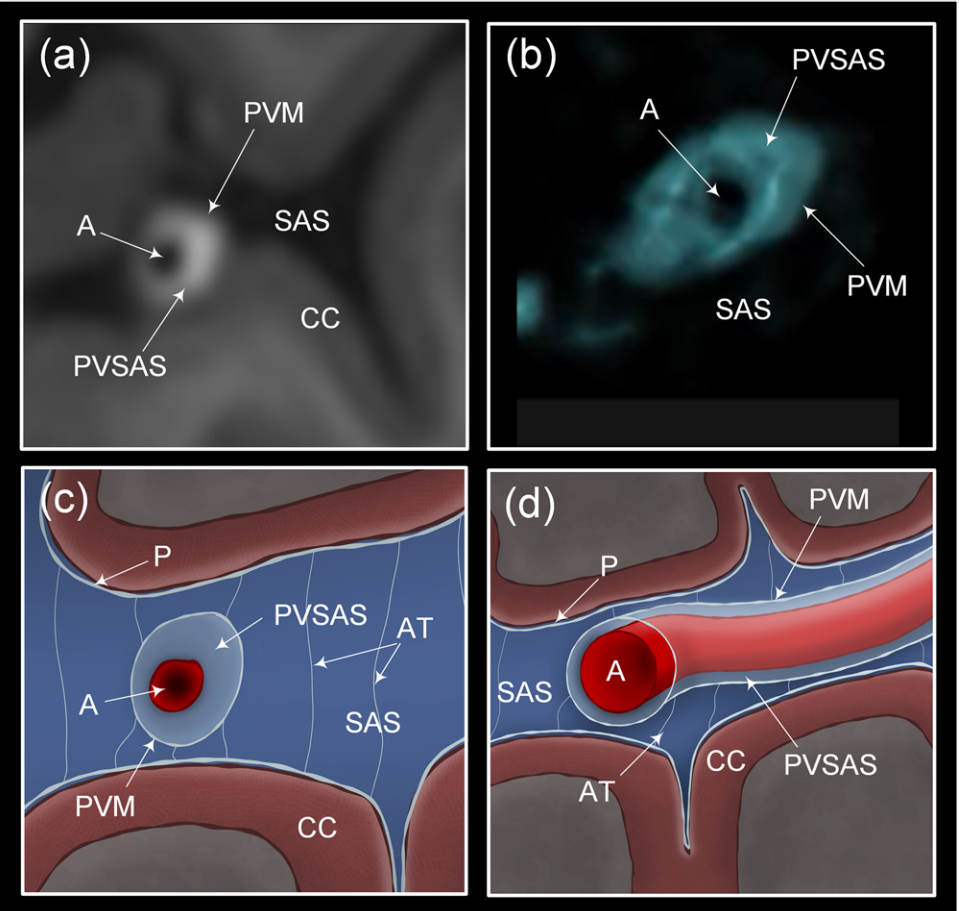 (a)
PVM
A
SAS
CC
PVSAS
(b)
PVSAS
A
PVM
SAS
(c)
P
PVSAS
AT
A
SAS
PVM
CC
(d)
PVM
P
A
SAS
CC
PVSAS
AT